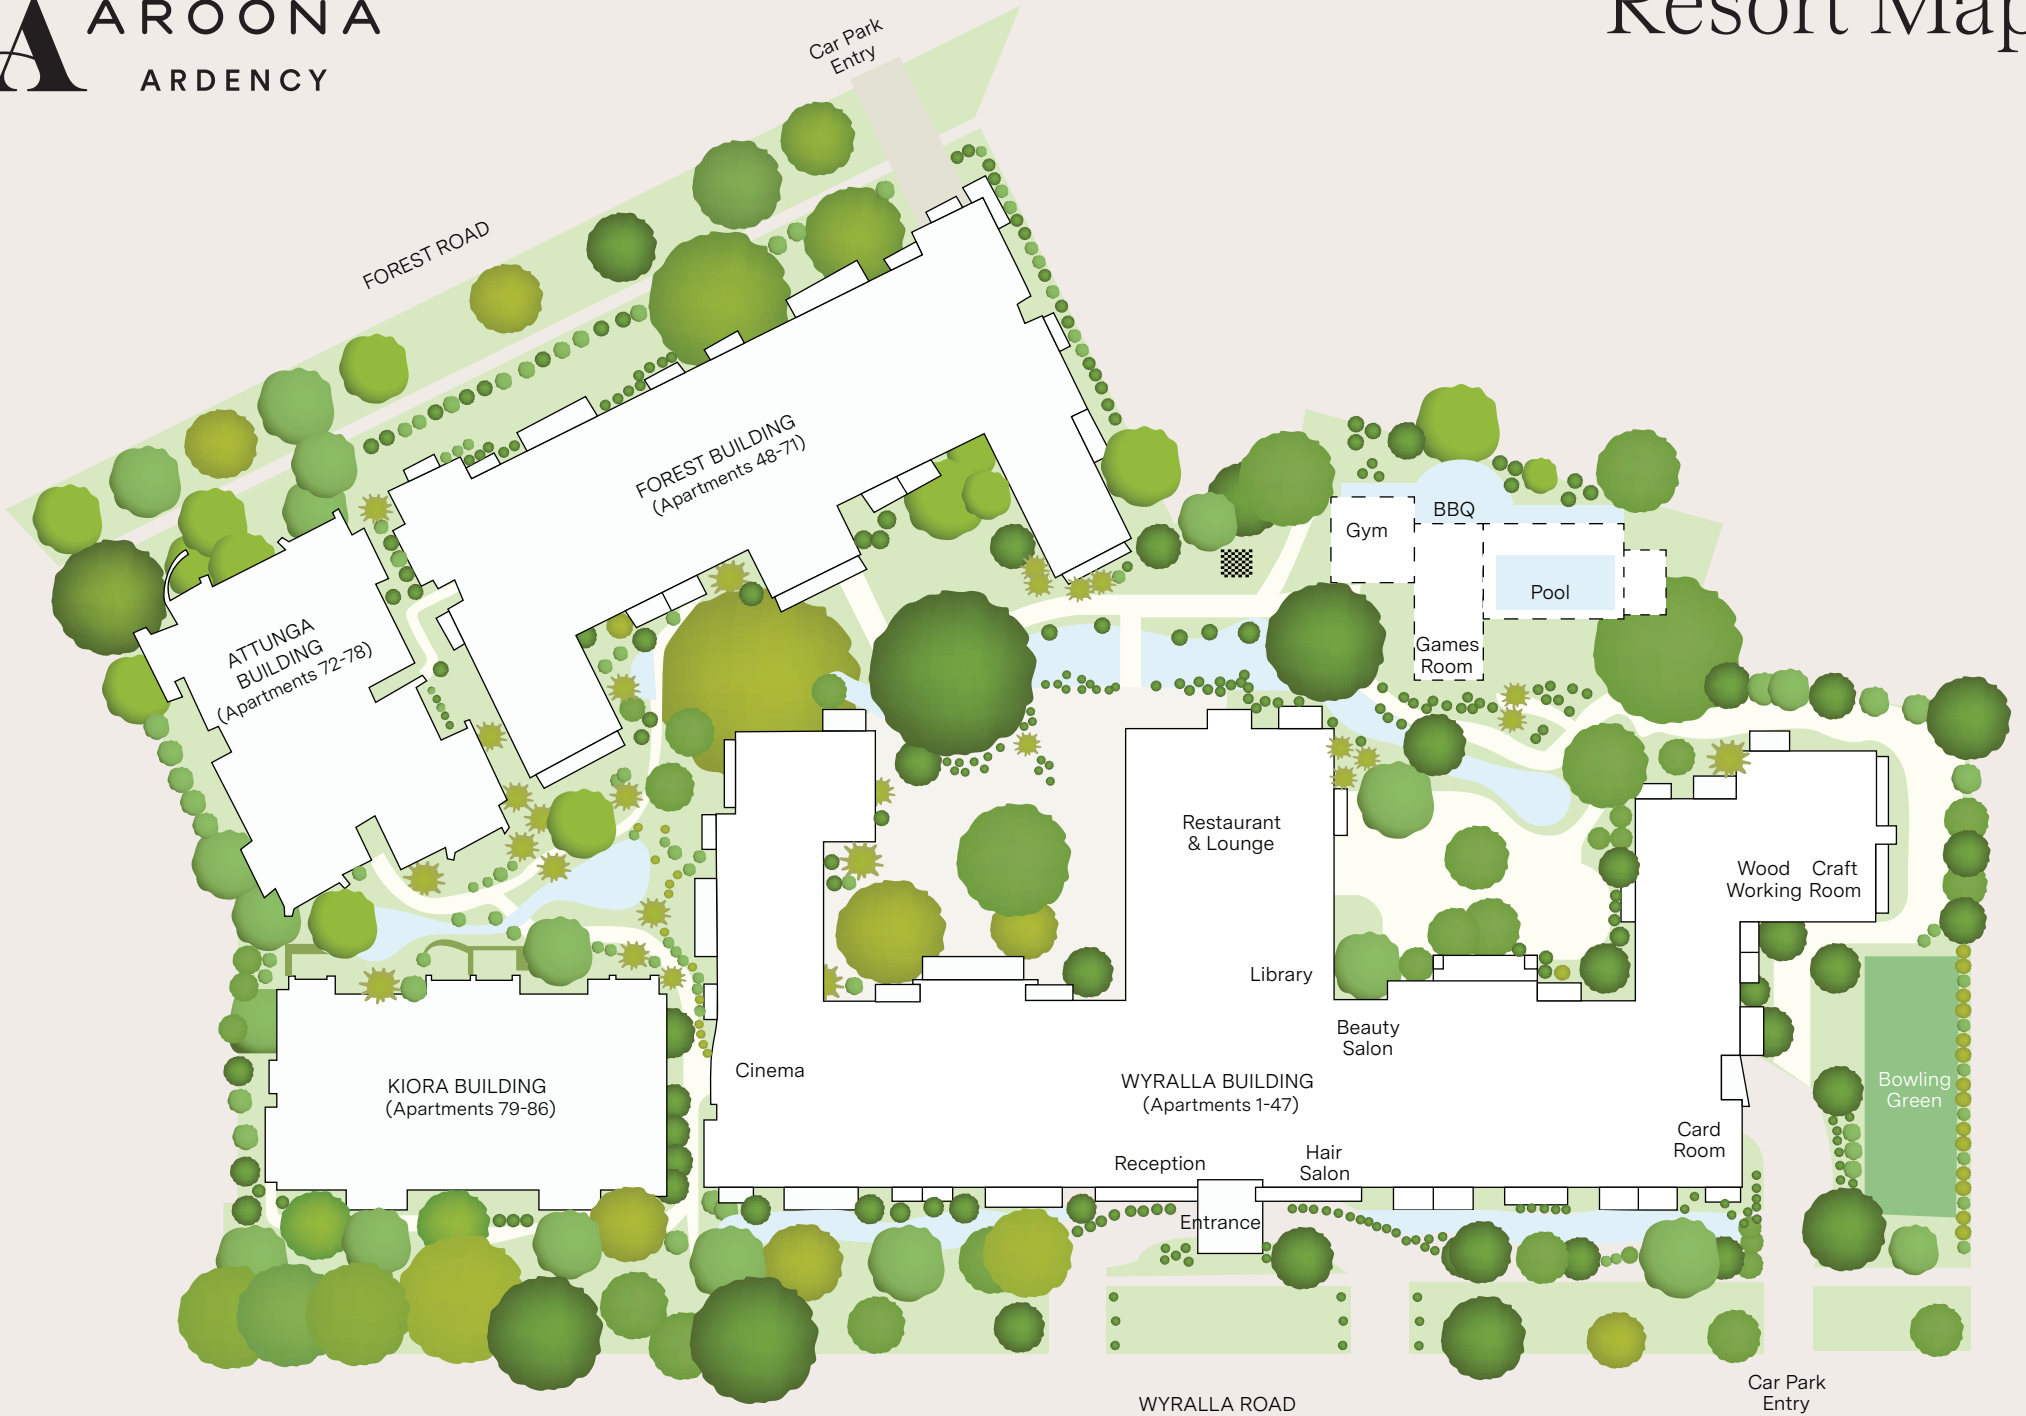 A AROONA
ARDENCY
Resort Map
Car Park
Entry
FOREST ROAD
FOREST BUILDING
(Apartments 48-71)
ATTUNGA
BUILDING
(Apartments 72-78)
BBQ
Gym
Pool
Games
Room
Restaurant
& Lounge
Wood
Working
Craft
Room
Library
Beauty
Salon
Cinema
KIORA BUILDING
(Apartments 79-86)
WYRALLA BUILDING
(Apartments 1-47)
Bowling
Green
Card
Room
Reception
Hair
Salon
Entrance
Car Park
Entry
WYRALLA ROAD